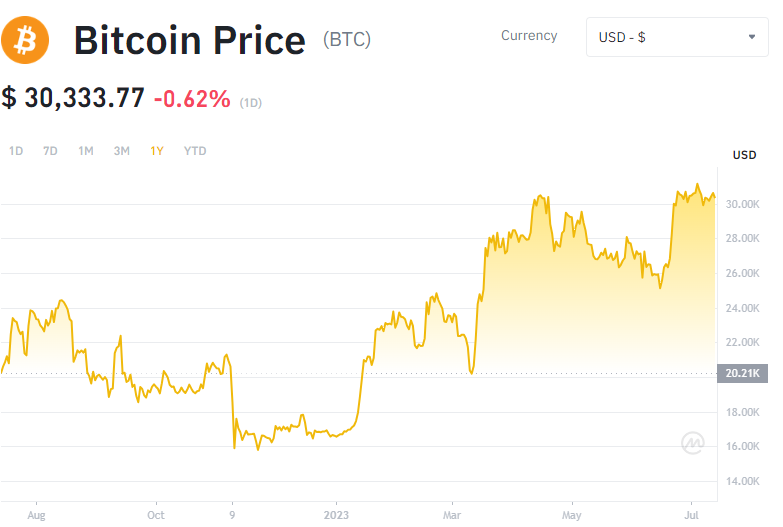 Bitcoin Price (BTC)
Currency
USD - $
$ 30,333.77 -0.62% (1D)
1D 7D 1M 3M 1Y YTD
USD
30.00K
28.00K
26.00K
24.00K
22.00K
20.21K
18.00K
16.00K
14.00K
Aug Oct 9 2023 Mar May Jul